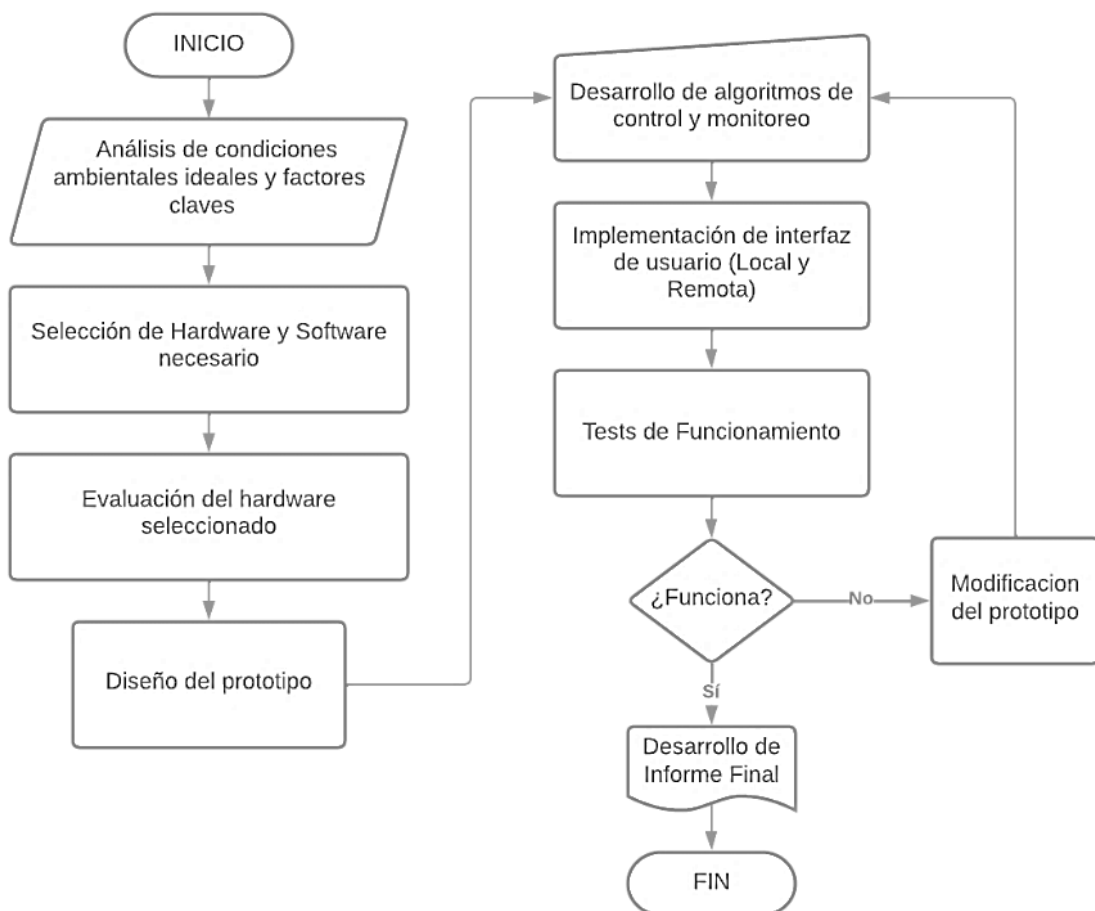 INICIO
Análisis de condiciones
ambientales ideales y factores
claves
Selección de Hardware y Software
necesario
Evaluación del hardware
seleccionado
Diseño del prototipo
Desarrollo de algoritmos de
control y monitoreo
Implementación de interfaz
de usuario (Local y
Remota)
Tests de Funcionamiento
¿Funciona?
No
Modificacion
del prototipo
Sí
Desarrollo de
Informe Final
FIN